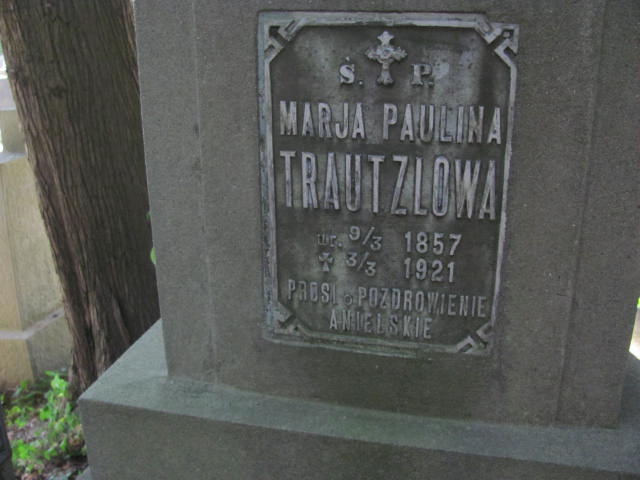 Ś. P.
MARJA PAULINA
TRAUTZLOWA
ur. 9/3 1857
✝ 3/3 1921
PROSI o POZDROWIENIE
ANIELSKIE